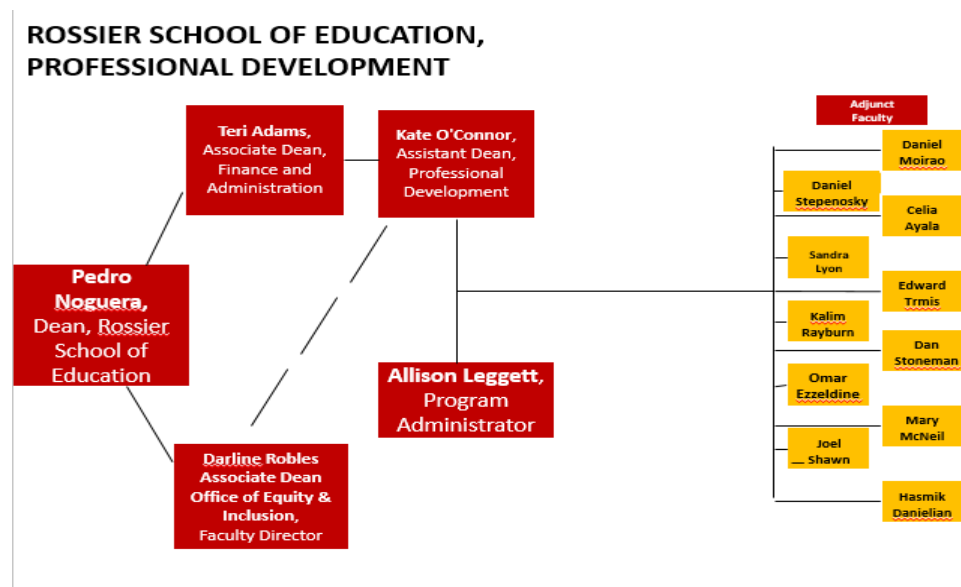 ROSSIER SCHOOL OF EDUCATION,
PROFESSIONAL DEVELOPMENT
Teri Adams,
Associate Dean,
Finance and
Administration
Kate O'Connor,
Assistant Dean,
Professional
Development
Pedro
Noguera,
Dean, Rossier
School of
Education
Allison Leggett,
Program
Administrator
Darline Robles
Associate Dean
Office of Equity &
Inclusion,
Faculty Director
Adjunct
Faculty
Daniel
Moirao
Daniel
Stepenosky
Celia
Ayala
Sandra
Lyon
Edward
Trmis
Kalim
Rayburn
Dan
Stoneman
Omar
Ezzeldine
Mary
McNeil
Joel
Shawn
Hasmik
Danielian